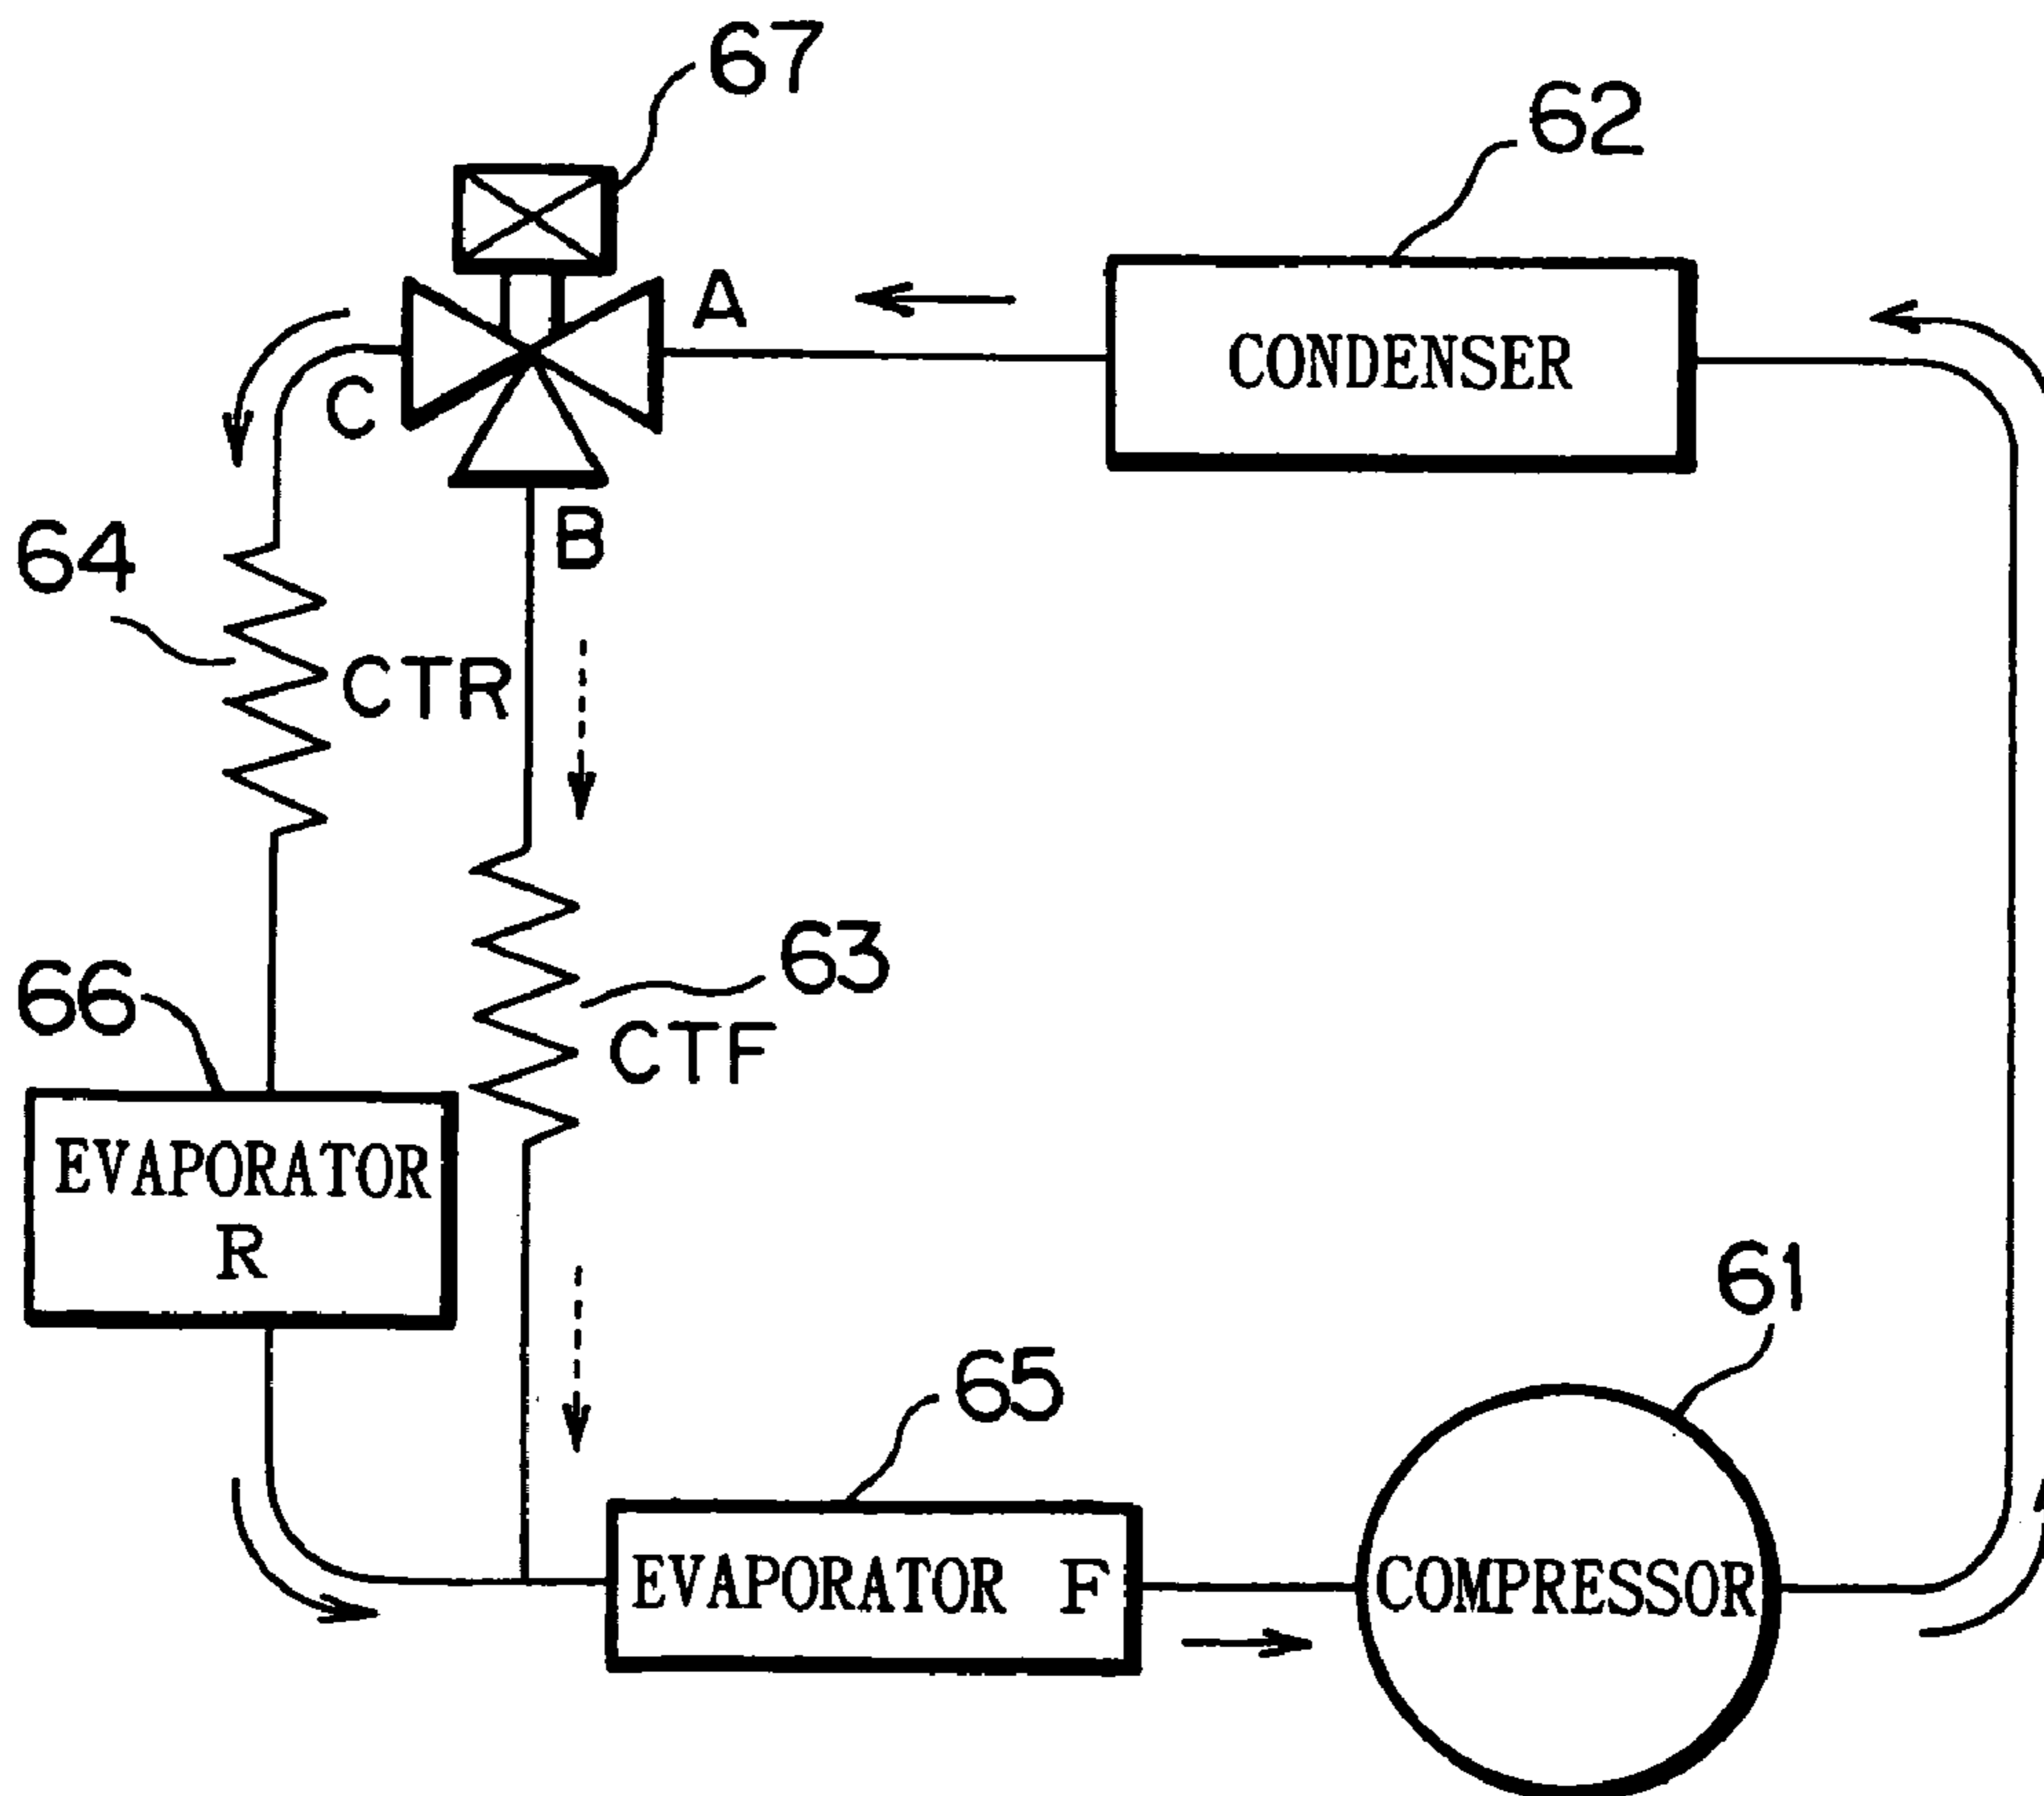 67
62
A
CONDENSER
C
B
64
CTR
63
66
CTF
EVAPORATOR
R
61
65
EVAPORATOR F
COMPRESSOR